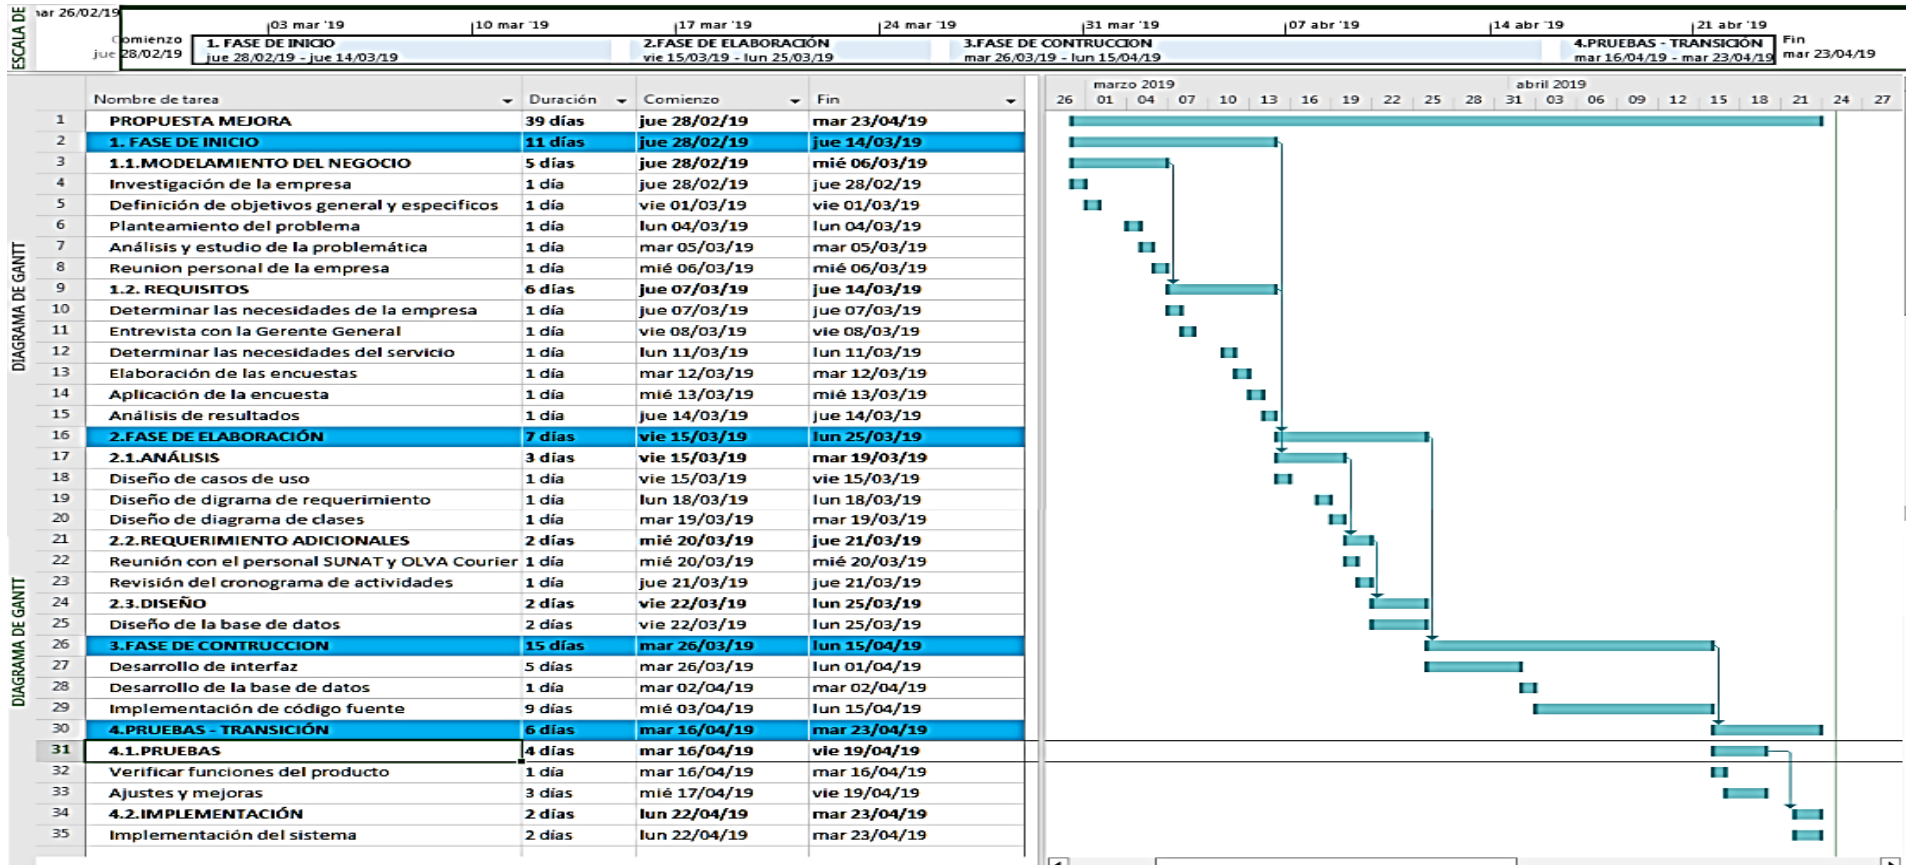 ESCALA DE
mar 26/02/19
03 mar '19 10 mar '19 17 mar '19 24 mar '19 31 mar '19 07 abr '19 14 abr '19 21 abr '19
Comienzo
jue 28/02/19
1. FASE DE INICIO
jue 28/02/19 - jue 14/03/19
2.FASE DE ELABORACIÓN
vie 15/03/19 - lun 25/03/19
3.FASE DE CONTRUCCION
mar 26/03/19 - lun 15/04/19
4.PRUEBAS - TRANSICIÓN
mar 16/04/19 - mar 23/04/19
Fin
mar 23/04/19
DIAGRAMA DE GANTT
DIAGRAMA DE GANTT
marzo 2019 abril 2019
Nombre de tarea Duración Comienzo Fin 26 01 04 07 10 13 16 19 22 25 28 31 03 06 09 12 15 18 21 24 27
1 PROPUESTA MEJORA 39 días jue 28/02/19 mar 23/04/19
2 1. FASE DE INICIO 11 días jue 28/02/19 jue 14/03/19
3 1.1.MODELAMIENTO DEL NEGOCIO 5 días jue 28/02/19 mié 06/03/19
4 Investigación de la empresa 1 día jue 28/02/19 jue 28/02/19
5 Definición de objetivos general y especificos 1 día vie 01/03/19 vie 01/03/19
6 Planteamiento del problema 1 día lun 04/03/19 lun 04/03/19
7 Análisis y estudio de la problemática 1 día mar 05/03/19 mar 05/03/19
8 Reunion personal de la empresa 1 día mié 06/03/19 mié 06/03/19
9 1.2. REQUISITOS 6 días jue 07/03/19 jue 14/03/19
10 Determinar las necesidades de la empresa 1 día jue 07/03/19 jue 07/03/19
11 Entrevista con la Gerente General 1 día vie 08/03/19 vie 08/03/19
12 Determinar las necesidades del servicio 1 día lun 11/03/19 lun 11/03/19
13 Elaboración de las encuestas 1 día mar 12/03/19 mar 12/03/19
14 Aplicación de la encuesta 1 día mié 13/03/19 mié 13/03/19
15 Análisis de resultados 1 día jue 14/03/19 jue 14/03/19
16 2.FASE DE ELABORACIÓN 7 días vie 15/03/19 lun 25/03/19
17 2.1.ANÁLISIS 3 días vie 15/03/19 mar 19/03/19
18 Diseño de casos de uso 1 día vie 15/03/19 vie 15/03/19
19 Diseño de digrama de requerimiento 1 día lun 18/03/19 lun 18/03/19
20 Diseño de diagrama de clases 1 día mar 19/03/19 mar 19/03/19
21 2.2.REQUERIMIENTO ADICIONALES 2 días mié 20/03/19 jue 21/03/19
22 Reunión con el personal SUNAT y OLVA Courier 1 día mié 20/03/19 mié 20/03/19
23 Revisión del cronograma de actividades 1 día jue 21/03/19 jue 21/03/19
24 2.3.DISEÑO 2 días vie 22/03/19 lun 25/03/19
25 Diseño de la base de datos 2 días vie 22/03/19 lun 25/03/19
26 3.FASE DE CONTRUCCION 15 días mar 26/03/19 lun 15/04/19
27 Desarrollo de interfaz 5 días mar 26/03/19 lun 01/04/19
28 Desarrollo de la base de datos 1 día mar 02/04/19 mar 02/04/19
29 Implementación de código fuente 9 días mié 03/04/19 lun 15/04/19
30 4.PRUEBAS - TRANSICIÓN 6 días mar 16/04/19 mar 23/04/19
31 4.1.PRUEBAS 4 días mar 16/04/19 vie 19/04/19
32 Verificar funciones del producto 1 día mar 16/04/19 mar 16/04/19
33 Ajustes y mejoras 3 días mié 17/04/19 vie 19/04/19
34 4.2.IMPLEMENTACIÓN 2 días lun 22/04/19 mar 23/04/19
35 Implementación del sistema 2 días lun 22/04/19 mar 23/04/19